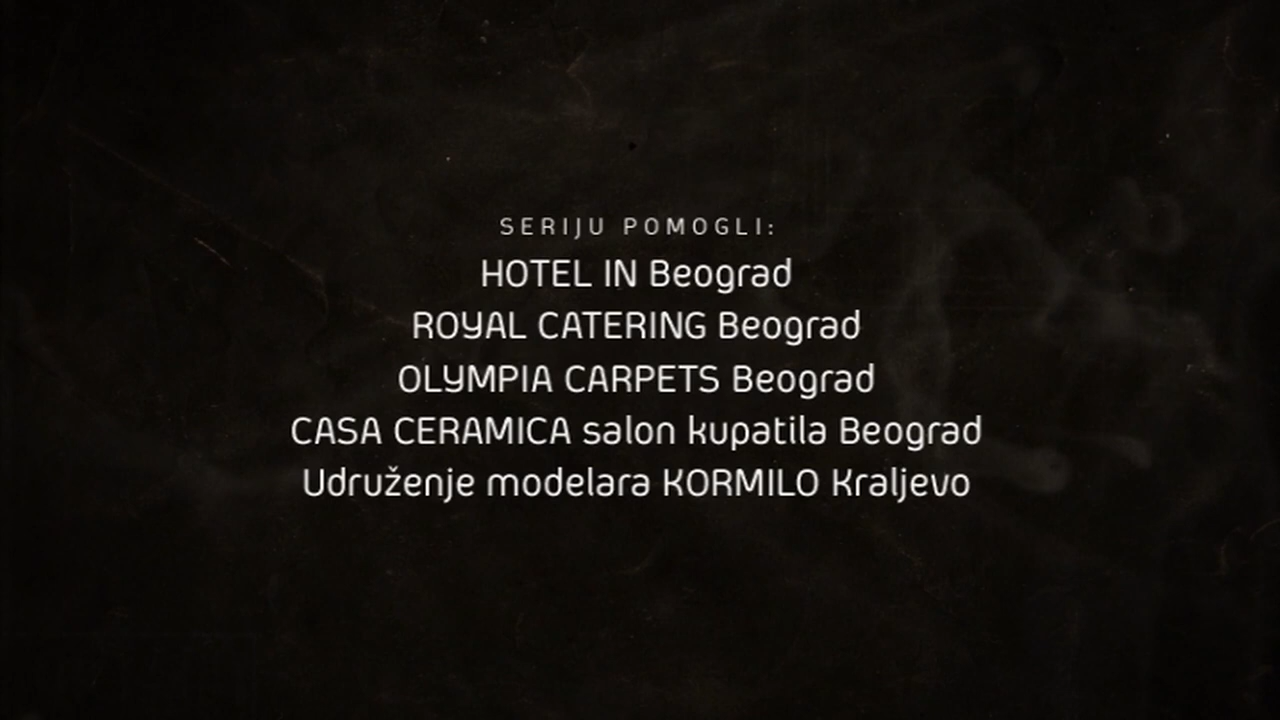 SERIJU POMOGLI:
HOTEL IN Beograd
ROYAL CATERING Beograd
OLYMPIA CARPETS Beograd
CASA CERAMICA salon kupatila Beograd
Udruženje modelara KORMILO Kraljevo